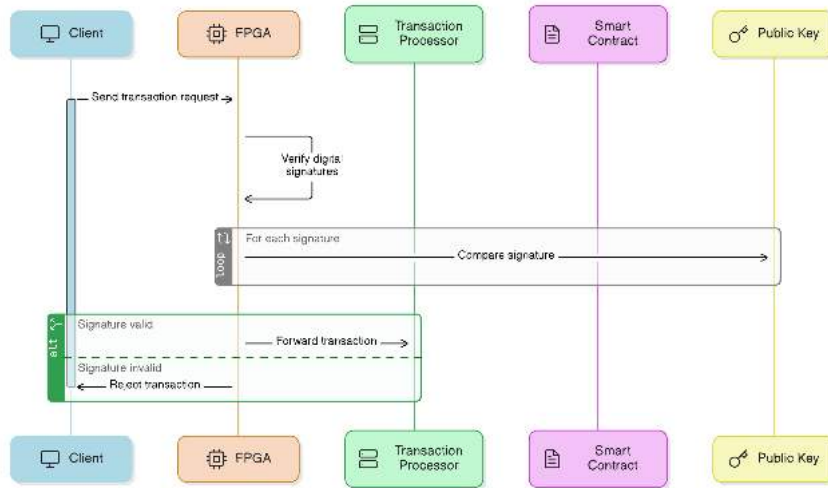 Client
FPGA
Transaction
Processor
Smart
Contract
Public Key
Send transaction request
Verify digital
signatures
loop
For each signature
Compare signature
alt
Signature valid
Forward transaction
Signature invalid
Reject transaction
Client
FPGA
Transaction
Processor
Smart
Contract
Public Key